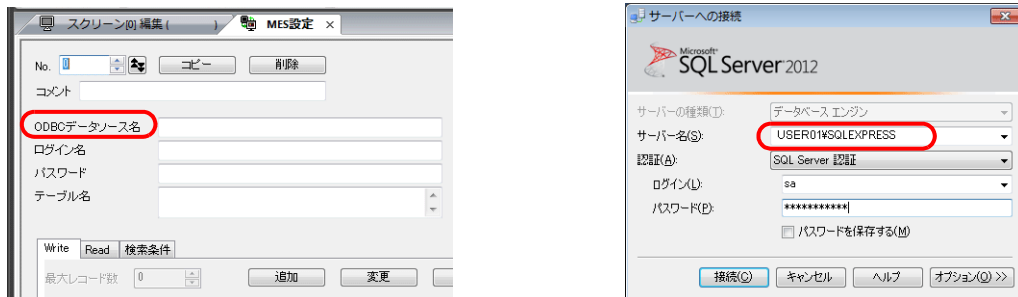 スクリーン[0]編集 (          )
MES設定 ×
No. 0 コピー 削除
コメント
ODBCデータソース名
ログイン名
パスワード
テーブル名
Write Read 検索条件
最大レコード数 0 追加 変更
サーバーへの接続
Microsoft
SQL Server 2012
サーバーの種類(T): データベース エンジン
サーバー名(S): USER01¥SQLEXPRESS
認証(A): SQL Server 認証
ログイン(L): sa
パスワード(P): ***********
パスワードを保存する(M)
接続(C) キャンセル ヘルプ オプション(O) >>